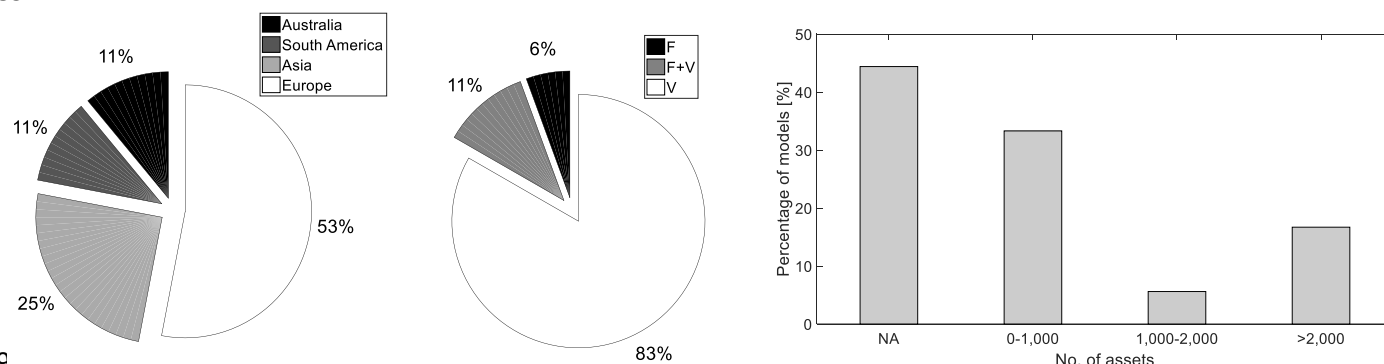 Australia
South America
Asia
Europe
11%
11%
25%
53%
F
F+V
V
6%
11%
83%
Percentage of models [%]
50
40
30
20
10
0
NA
0-1,000
1,000-2,000
>2,000
No. of assets